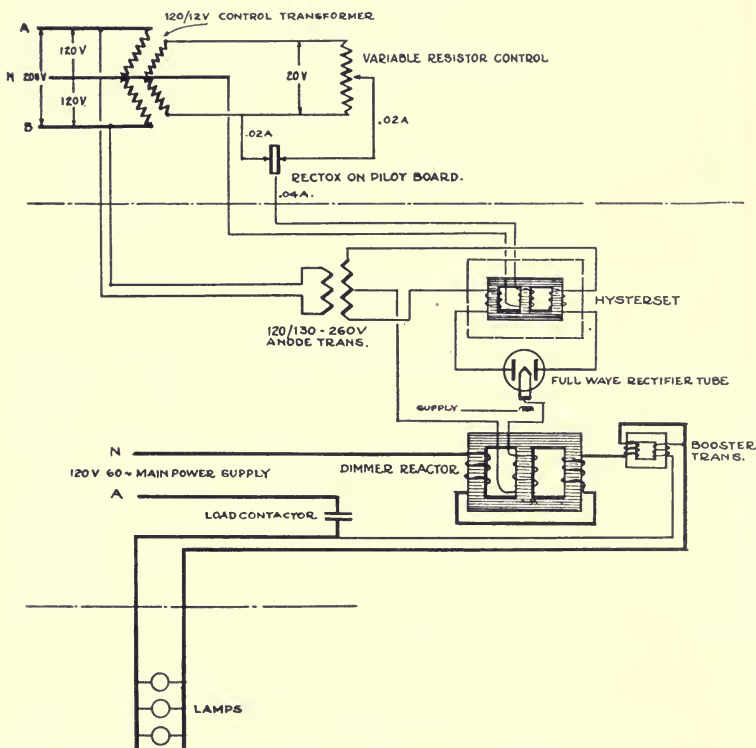 120/12V CONTROL TRANSFORMER
A
120V
VARIABLE RESISTOR CONTROL
N 208V
20V
120V
B
.02A
.02A
RECTOX ON PILOT BOARD.
.04A.
HYSTERSET
120/130-260V
ANODE TRANS.
FULL WAVE RECTIFIER TUBE
SUPPLY
N
BOOSTER
TRANS.
120V 60~ MAIN POWER SUPPLY
DIMMER REACTOR
A
LOAD CONTACTOR
LAMPS